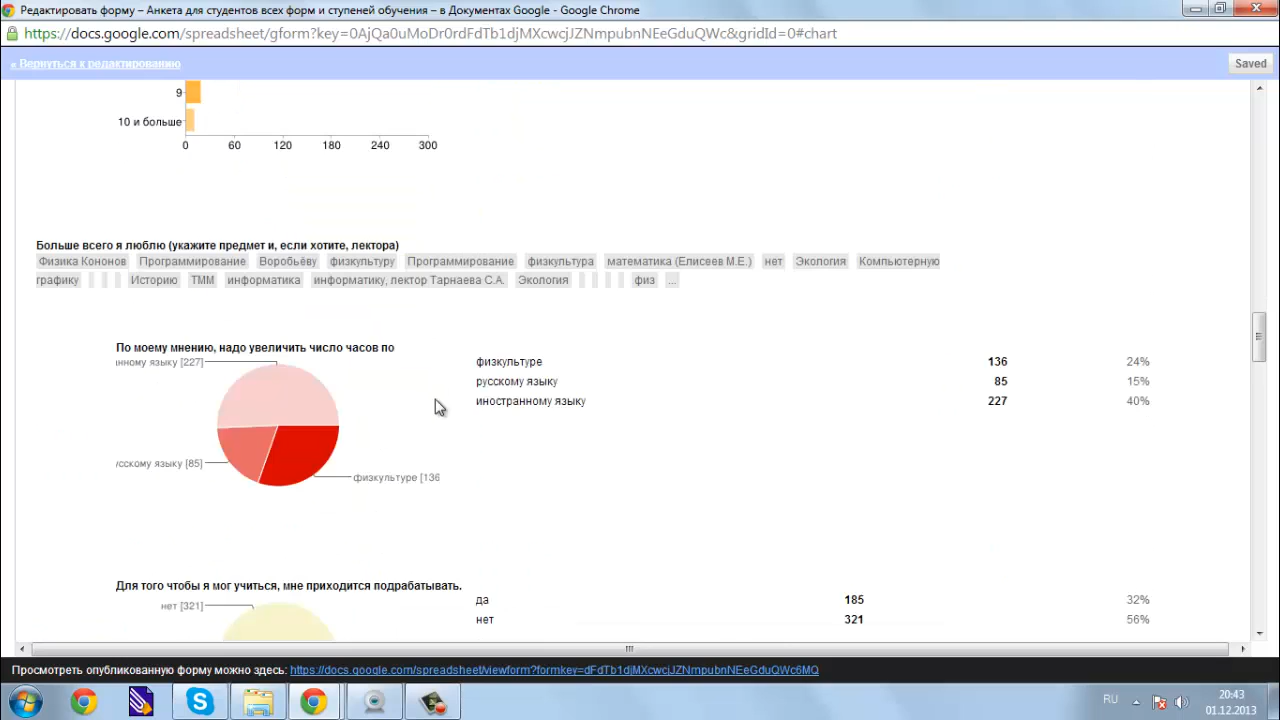 Редактировать форму – Анкета для студентов всех форм и ступеней обучения – в Документах Google - Google Chrome
https://docs.google.com/spreadsheet/gform?key=0AjQa0uMoDr0rdFdTb1djMXcwcjJZNmpubnNEeGduQWc&gridId=0#chart
« Вернуться к редактированию
Saved
9
10 и больше
0 60 120 180 240 300
Больше всего я люблю (укажите предмет и, если хотите, лектора)
Физика Кононов Программирование Воробьёву физкультуру Программирование физкультура математика (Елисеев М.Е.) нет Экология Компьютерную
графику Историю ТММ информатика информатику, лектор Тарнаева С.А. Экология физ ...
По моему мнению, надо увеличить число часов по
нному языку [227]
физкультуре 136 24%
русскому языку 85 15%
иностранному языку 227 40%
усскому языку [85]
физкультуре [136
Для того чтобы я мог учиться, мне приходится подрабатывать.
нет [321]
да 185 32%
нет 321 56%
Просмотреть опубликованную форму можно здесь: https://docs.google.com/spreadsheet/viewform?formkey=dFdTb1djMXcwcjJZNmpubnNEeGduQWc6MQ
RU
20:43
01.12.2013